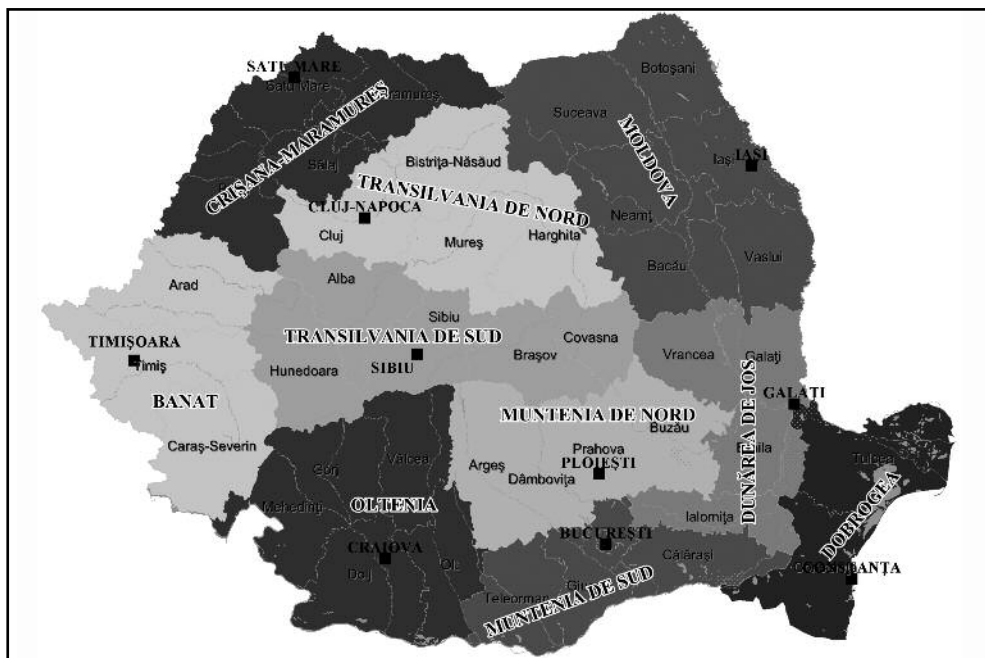 SATU MARE
Satu Mare
Maramureș
CRIȘANA-MARAMUREȘ
Sălaj
Botoșani
Suceava
MOLDOVA
Iași
IAȘI
Neamț
Bacău
Vaslui
Bistrița-Năsăud
TRANSILVANIA DE NORD
CLUJ-NAPOCA
Cluj
Mureș
Harghita
Arad
TIMIȘOARA
Timiș
BANAT
Caraș-Severin
Alba
Sibiu
TRANSILVANIA DE SUD
SIBIU
Hunedoara
Brașov
Covasna
Vrancea
Galați
GALAȚI
DUNĂREA DE JOS
Brăila
Ialomița
MUNTENIA DE NORD
Buzău
Prahova
PLOIEȘTI
Argeș
Dâmbovița
Gorj
Vâlcea
Mehedinți
OLTENIA
CRAIOVA
Dolj
Olt
BUCUREȘTI
Călărași
Teleorman
MUNTENIA DE SUD
Tulcea
DOBROGEA
CONSTANȚA